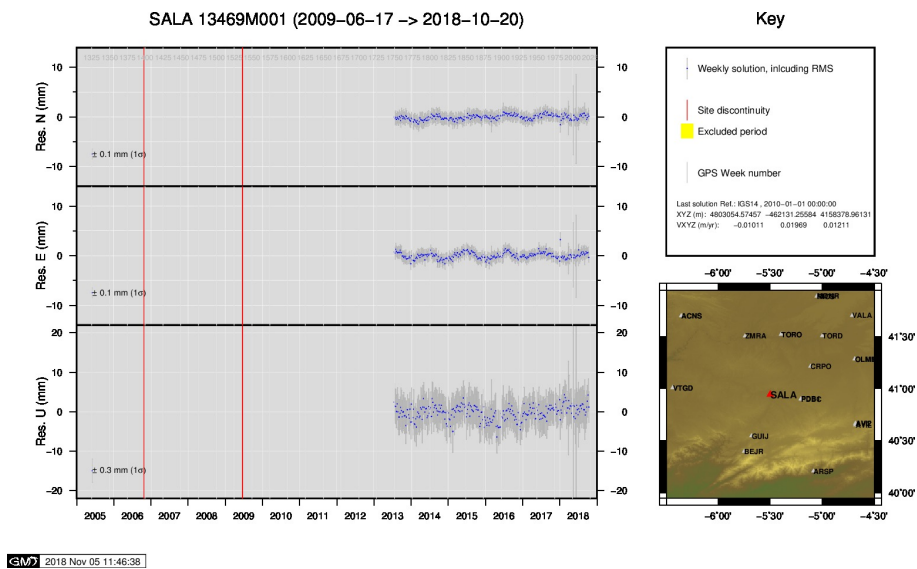 SALA 13469M001 (2009−06−17 −> 2018−10−20)
Key
Res. N (mm)
10
0
−10
± 0.1 mm (1σ)
10
0
−10
Res. E (mm)
10
0
−10
± 0.1 mm (1σ)
10
0
−10
Res. U (mm)
20
10
0
−10
−20
± 0.3 mm (1σ)
20
10
0
−10
−20
2005 2006 2007 2008 2009 2010 2011 2012 2013 2014 2015 2016 2017 2018
Weekly solution, inlcuding RMS
Site discontinuity
Excluded period
GPS Week number
Last solution Ref.: IGS14 , 2010−01−01 00:00:00
XYZ (m): 4803054.57457 −462131.25584 4158378.96131
VXYZ (m/yr): −0.01011 0.01969 0.01211
−6°00' −5°30' −5°00' −4°30'
ACNS
VALA
ZMRA
TORO
TORD
41°30'
OLM
CRPO
VTGD
41°00'
SALA
GUIJ
40°30'
BEJR
ARSP
40°00'
−6°00' −5°30' −5°00' −4°30'
GMT 2018 Nov 05 11:46:38